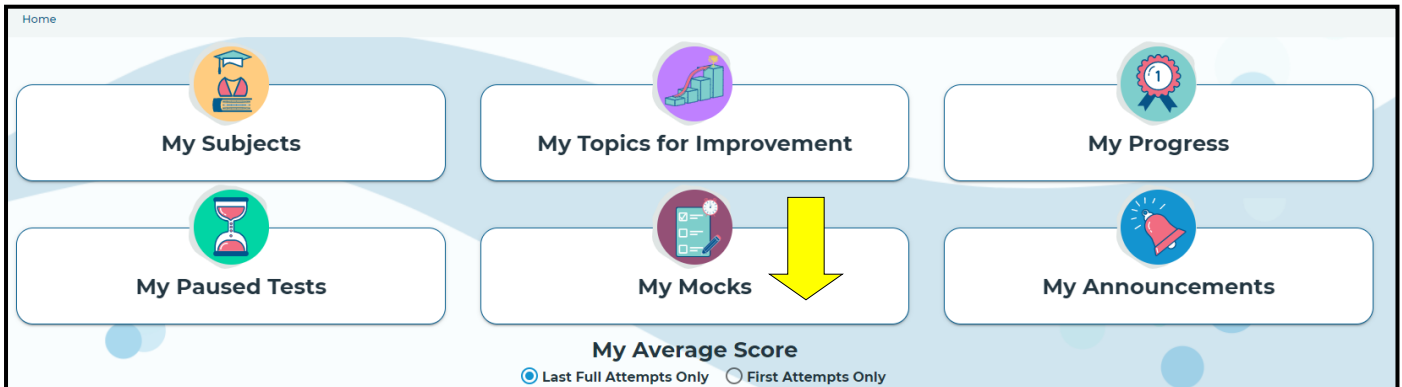 Home
My Subjects
My Topics for Improvement
1
My Progress
My Paused Tests
My Mocks
My Announcements
My Average Score
Last Full Attempts Only
First Attempts Only